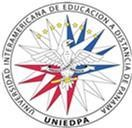 UNIVERSIDAD INTERAMERICANA DE EDUCACION A DISTANCIA DE PANAMA
UNIEDPA